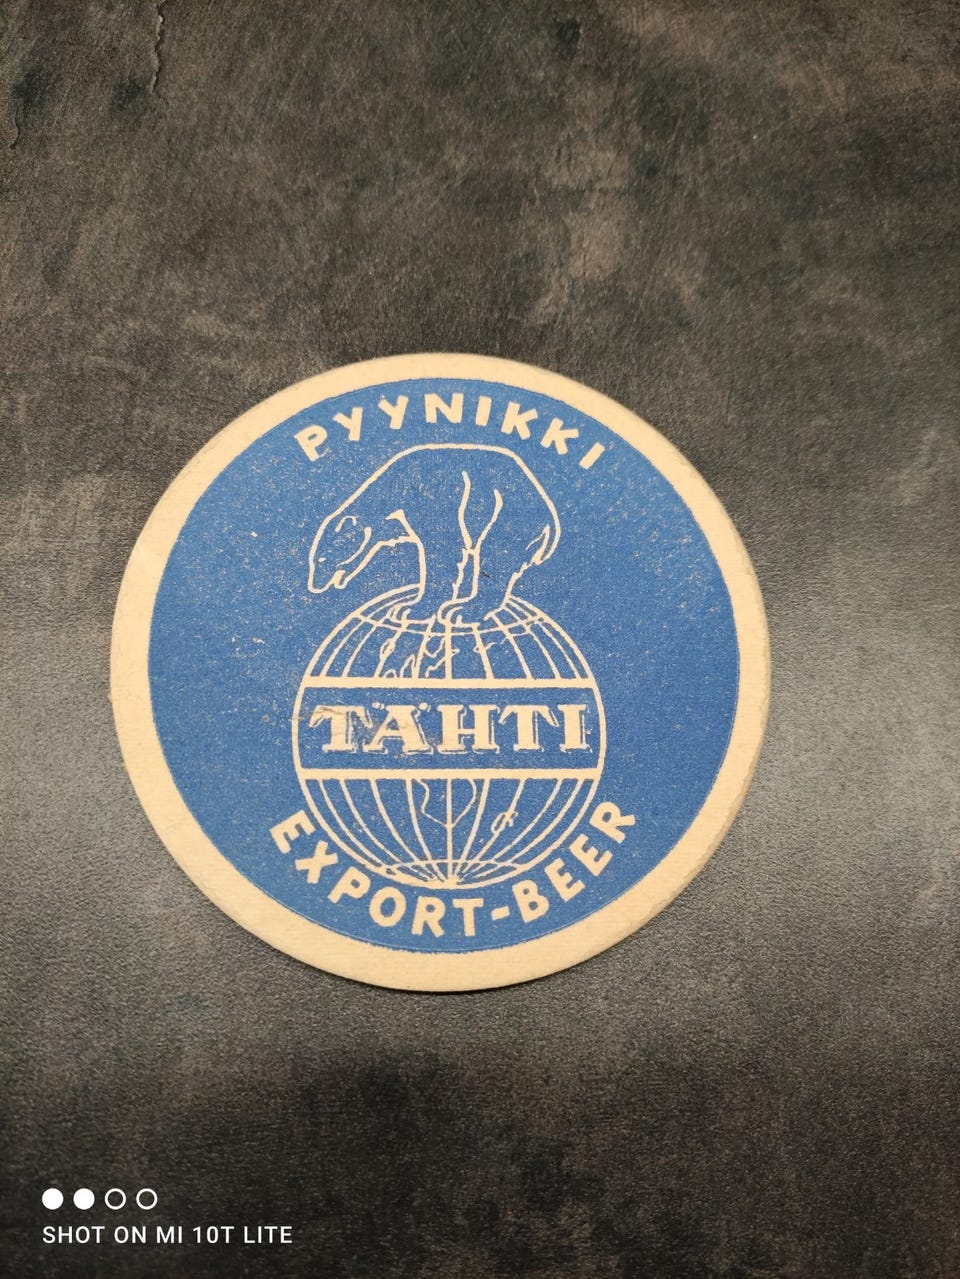 PYYNIKKI
TÄHTI
EXPORT-BEER
SHOT ON MI 10T LITE